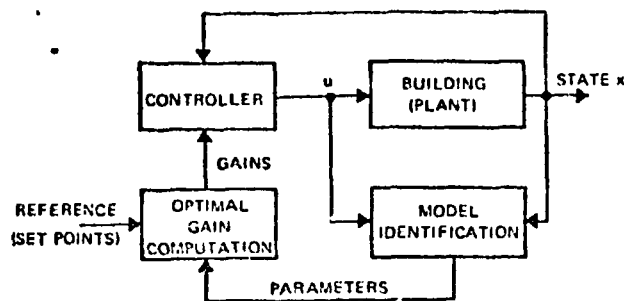 CONTROLLER
u
BUILDING
(PLANT)
STATE x
GAINS
REFERENCE
(SET POINTS)
OPTIMAL
GAIN
COMPUTATION
MODEL
IDENTIFICATION
PARAMETERS